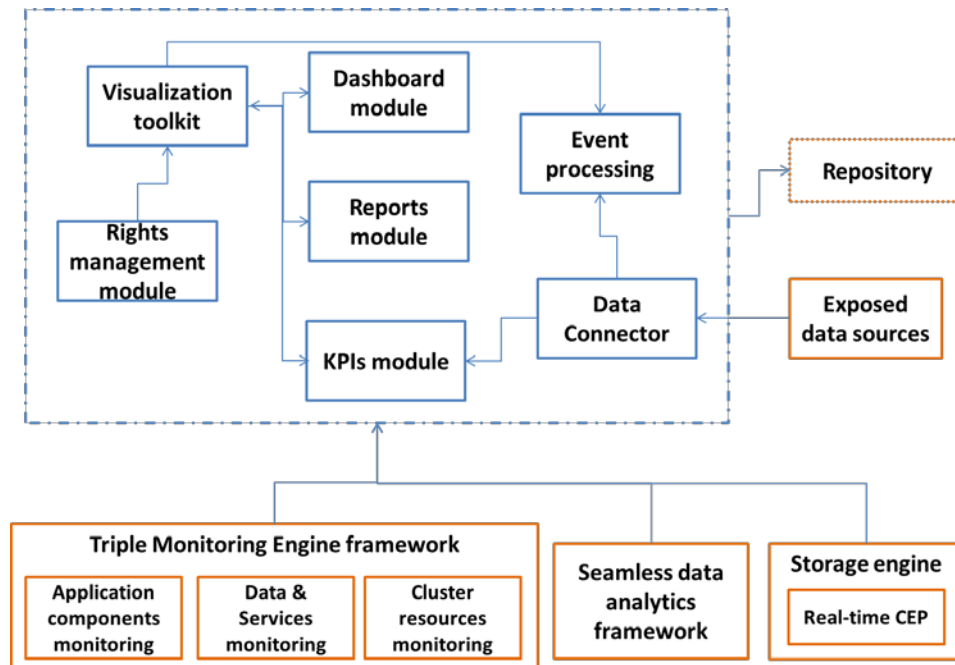 Visualization
toolkit
Dashboard
module
Event
processing
Repository
Rights
management
module
Reports
module
Data
Connector
Exposed
data sources
KPIs module
Triple Monitoring Engine framework
Application
components
monitoring
Data &
Services
monitoring
Cluster
resources
monitoring
Seamless data
analytics
framework
Storage engine
Real-time CEP